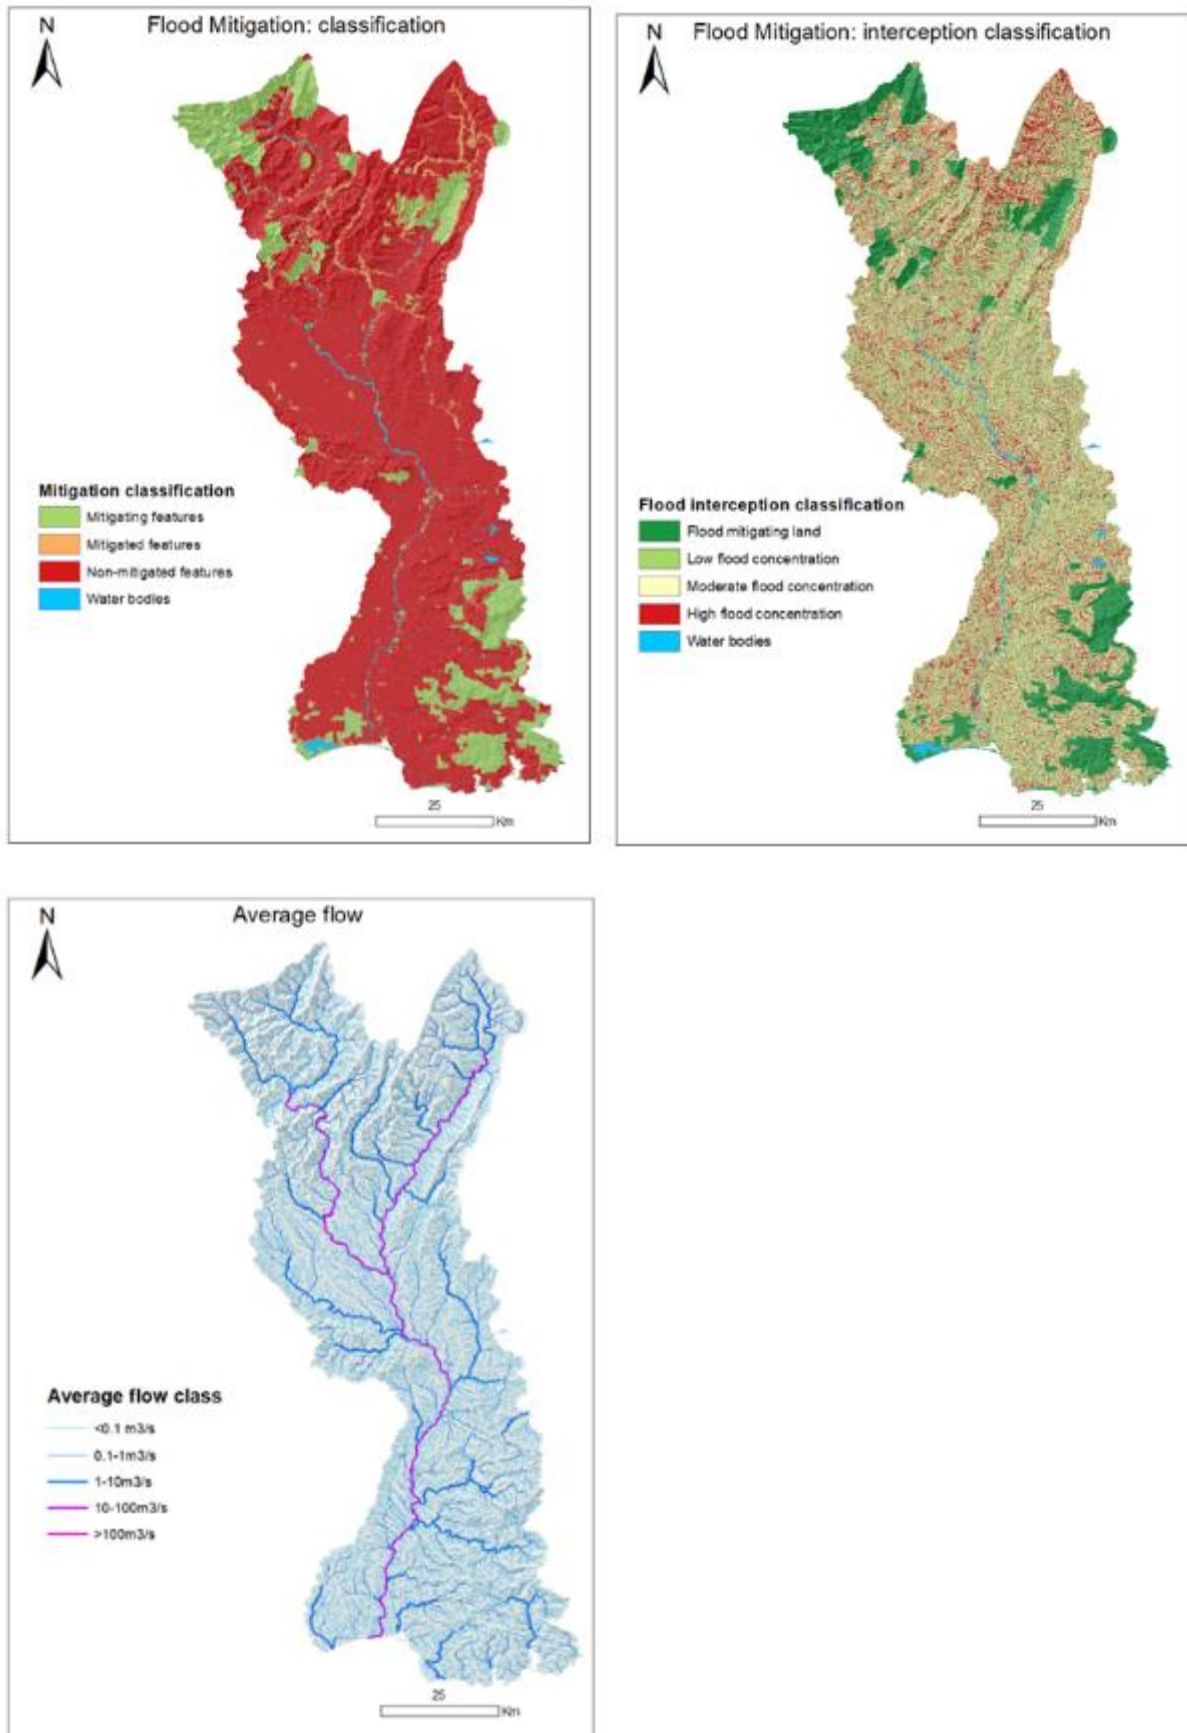 N
Flood Mitigation: classification
Mitigation classification
Mitigating features
Mitigated features
Non-mitigated features
Water bodies
25
Km
N
Flood Mitigation: interception classification
Flood interception classification
Flood mitigating land
Low flood concentration
Moderate flood concentration
High flood concentration
Water bodies
25
Km
N
Average flow
Average flow class
<0.1 m3/s
0.1-1m3/s
1-10m3/s
10-100m3/s
>100m3/s
25
Km